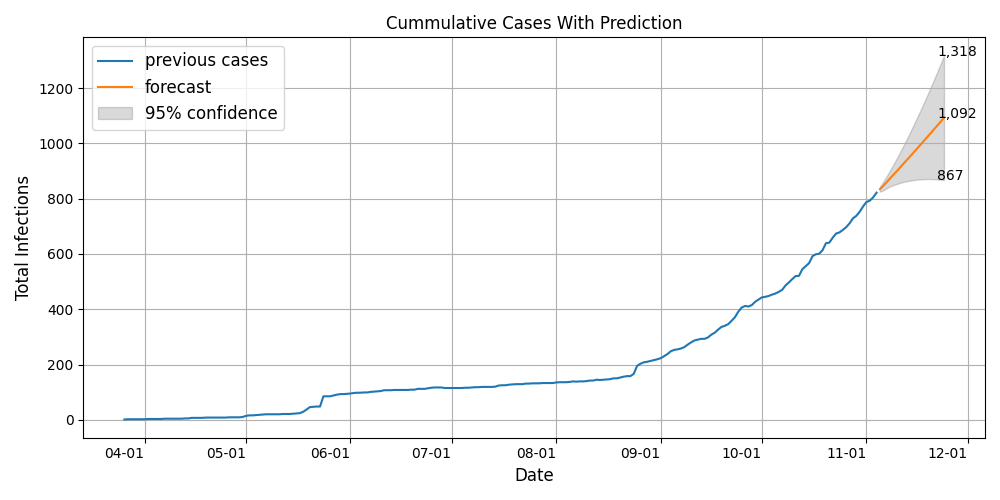 Cummulative Cases With Prediction
previous cases
forecast
95% confidence
1,318
1,092
867
Total Infections
1200
1000
800
600
400
200
0
04-01 05-01 06-01 07-01 08-01 09-01 10-01 11-01 12-01
Date